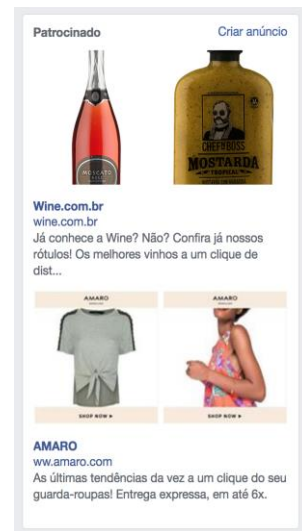 Patrocinado
Criar anúncio
MOSCATO
CHEF N' BOSS
MOSTARDA
TROPICAL
Wine.com.br
wine.com.br
Já conhece a Wine? Não? Confira já nossos
rótulos! Os melhores vinhos a um clique de
dist...
AMARO
AMARO
SHOP NOW
SHOP NOW
AMARO
ww.amaro.com
As últimas tendências da vez a um clique do seu
guarda-roupas! Entrega expressa, em até 6x.